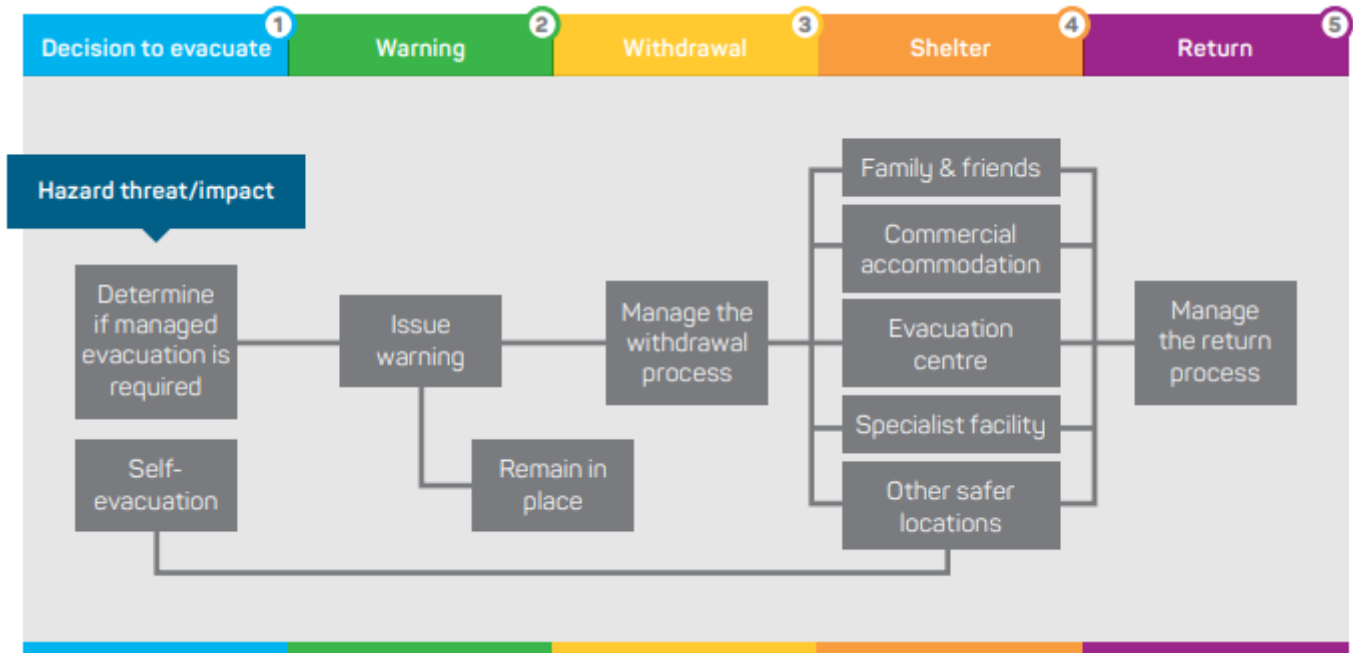 1
2
3
4
5
Decision to evacuate
Warning
Withdrawal
Shelter
Return
Hazard threat/impact
Determine
if managed
evacuation is
required
Self-
evacuation
Issue
warning
Remain in
place
Manage the
withdrawal
process
Family & friends
Commercial
accommodation
Evacuation
centre
Specialist facility
Other safer
locations
Manage
the return
process